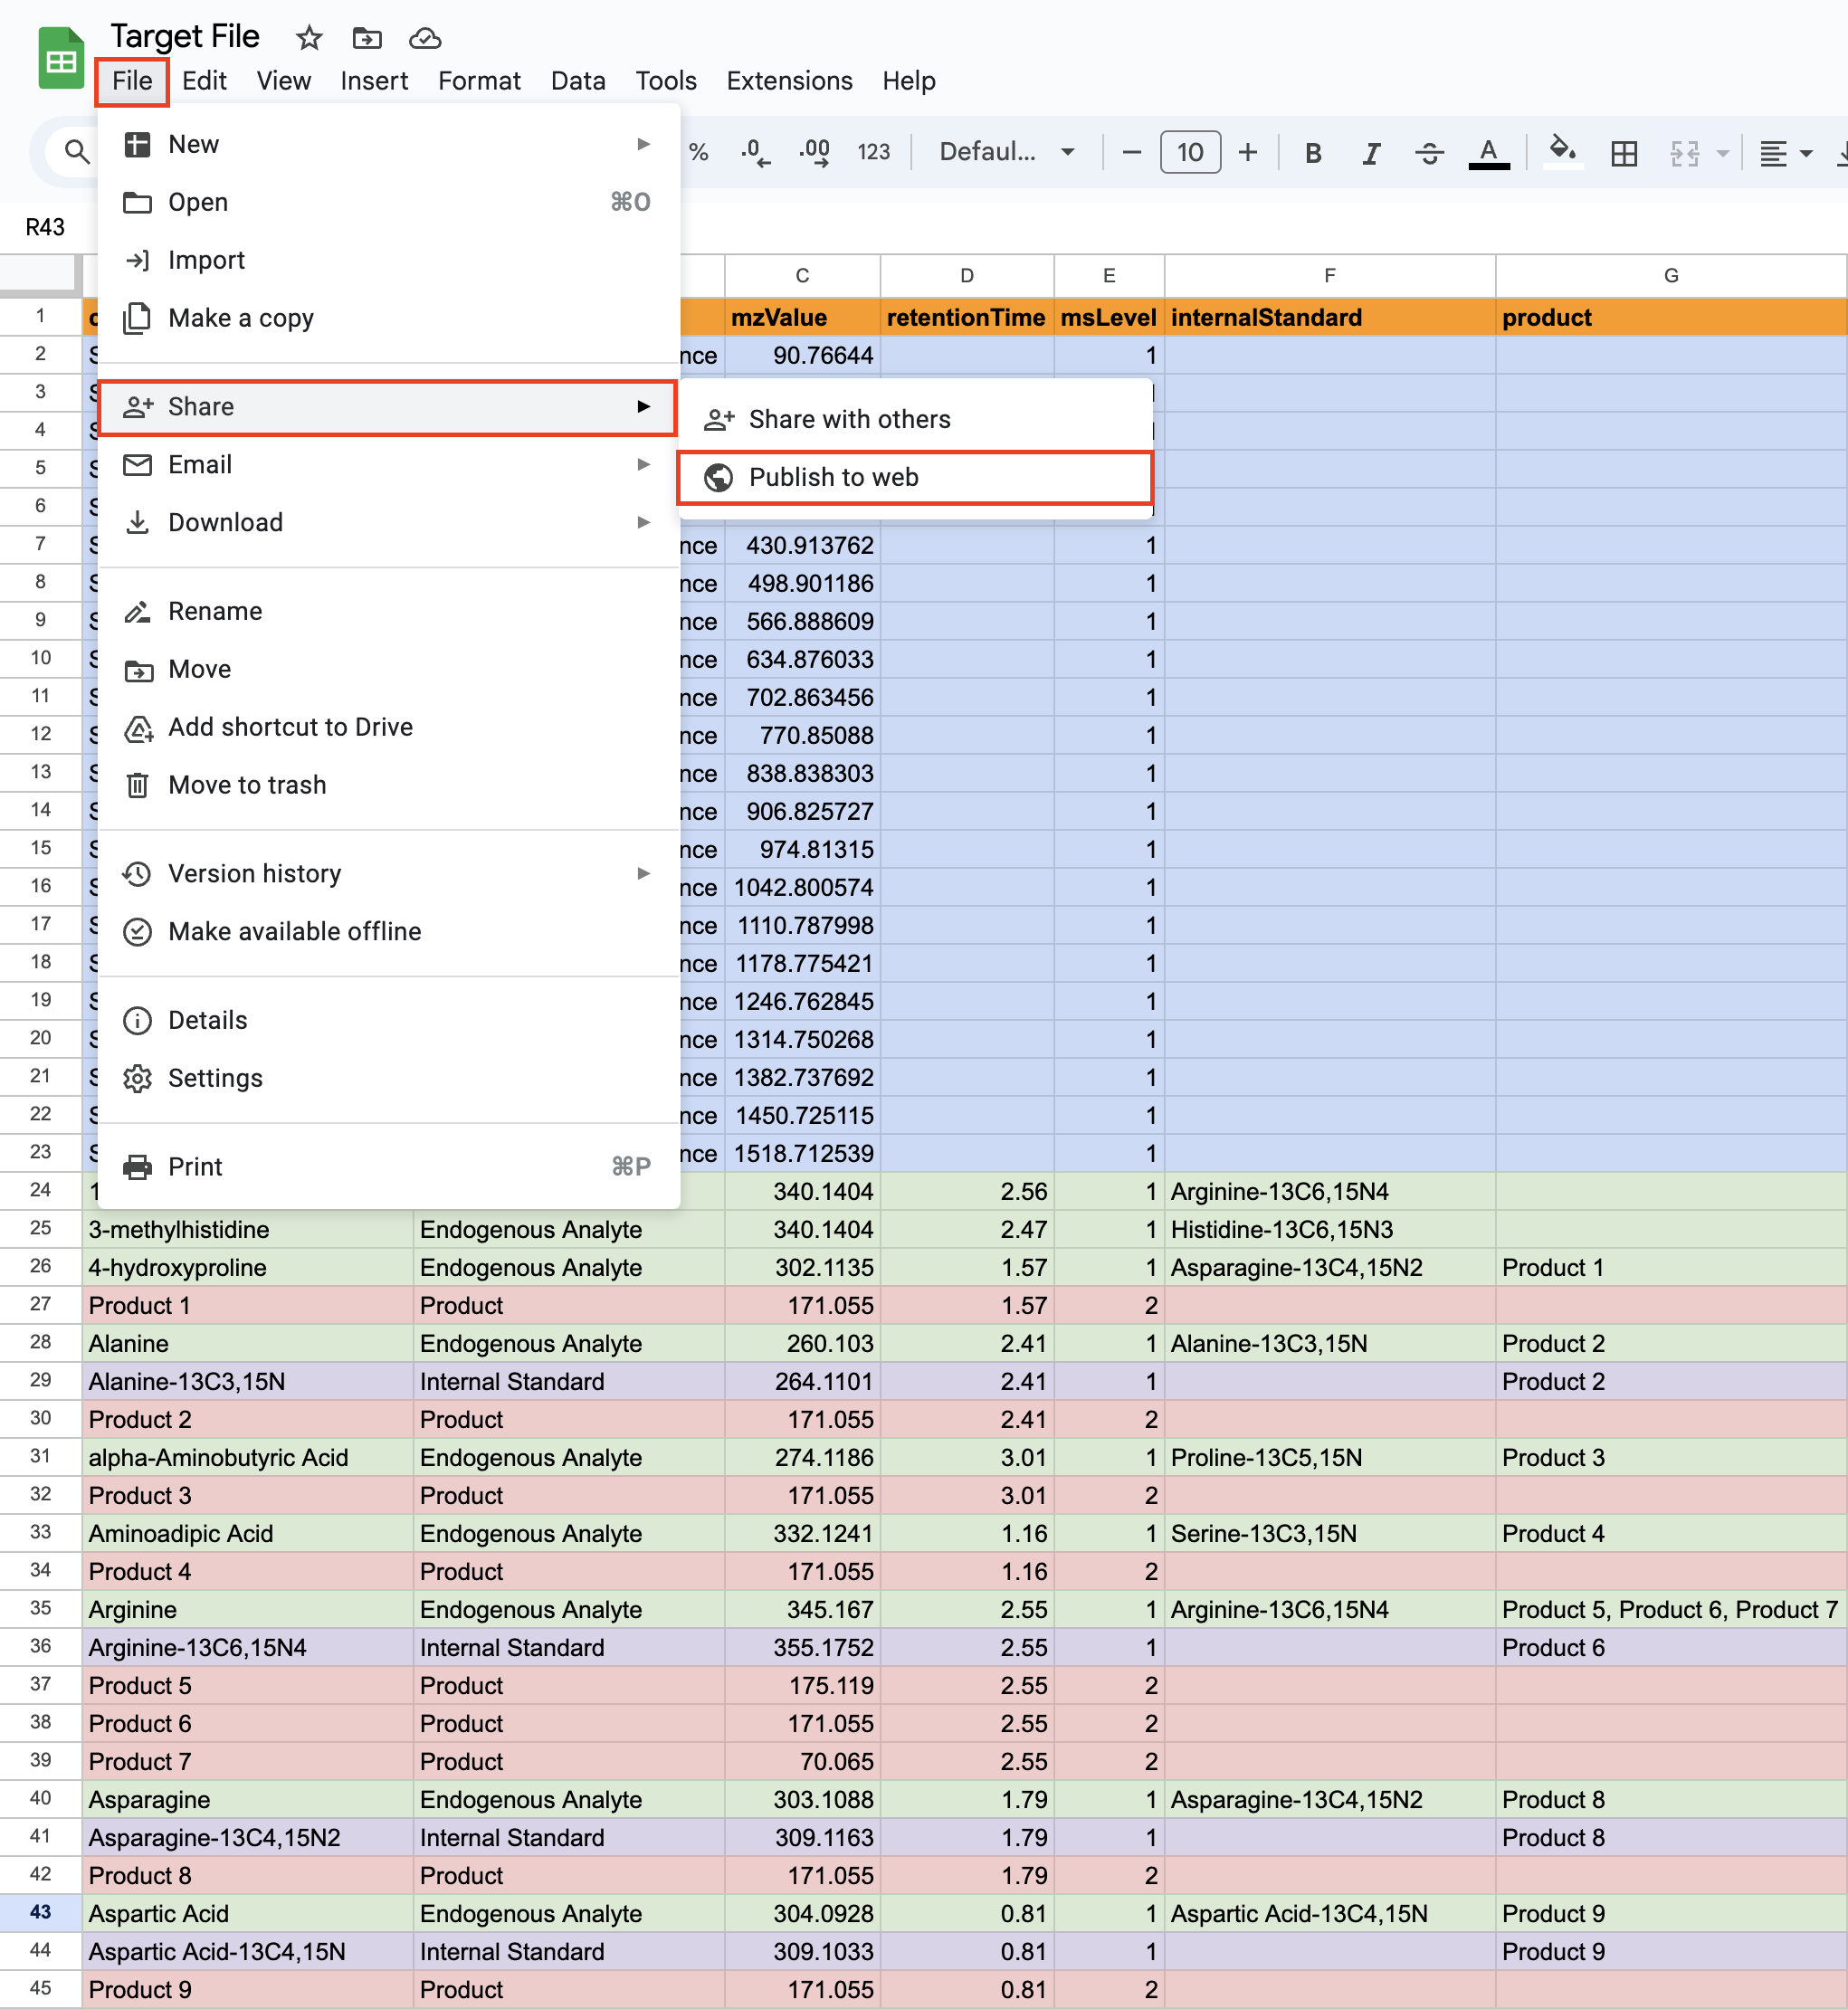 Target File
File Edit View Insert Format Data Tools Extensions Help
% .0 .00 123 Defaul... 10 B I A
R43
New
Open ⌘O
Import
Make a copy
Share
Email
Download
Rename
Move
Add shortcut to Drive
Move to trash
Version history
Make available offline
Details
Settings
Print ⌘P
Share with others
Publish to web
C D E F G
1 mzValue retentionTime msLevel internalStandard product
2 nce 90.76644 1
3
4
5
6
7 nce 430.913762 1
8 nce 498.901186 1
9 nce 566.888609 1
10 nce 634.876033 1
11 nce 702.863456 1
12 nce 770.85088 1
13 nce 838.838303 1
14 nce 906.825727 1
15 nce 974.81315 1
16 nce 1042.800574 1
17 nce 1110.787998 1
18 nce 1178.775421 1
19 nce 1246.762845 1
20 nce 1314.750268 1
21 nce 1382.737692 1
22 nce 1450.725115 1
23 nce 1518.712539 1
24 1 340.1404 2.56 1 Arginine-13C6,15N4
25 3-methylhistidine Endogenous Analyte 340.1404 2.47 1 Histidine-13C6,15N3
26 4-hydroxyproline Endogenous Analyte 302.1135 1.57 1 Asparagine-13C4,15N2 Product 1
27 Product 1 Product 171.055 1.57 2
28 Alanine Endogenous Analyte 260.103 2.41 1 Alanine-13C3,15N Product 2
29 Alanine-13C3,15N Internal Standard 264.1101 2.41 1 Product 2
30 Product 2 Product 171.055 2.41 2
31 alpha-Aminobutyric Acid Endogenous Analyte 274.1186 3.01 1 Proline-13C5,15N Product 3
32 Product 3 Product 171.055 3.01 2
33 Aminoadipic Acid Endogenous Analyte 332.1241 1.16 1 Serine-13C3,15N Product 4
34 Product 4 Product 171.055 1.16 2
35 Arginine Endogenous Analyte 345.167 2.55 1 Arginine-13C6,15N4 Product 5, Product 6, Product 7
36 Arginine-13C6,15N4 Internal Standard 355.1752 2.55 1 Product 6
37 Product 5 Product 175.119 2.55 2
38 Product 6 Product 171.055 2.55 2
39 Product 7 Product 70.065 2.55 2
40 Asparagine Endogenous Analyte 303.1088 1.79 1 Asparagine-13C4,15N2 Product 8
41 Asparagine-13C4,15N2 Internal Standard 309.1163 1.79 1 Product 8
42 Product 8 Product 171.055 1.79 2
43 Aspartic Acid Endogenous Analyte 304.0928 0.81 1 Aspartic Acid-13C4,15N Product 9
44 Aspartic Acid-13C4,15N Internal Standard 309.1033 0.81 1 Product 9
45 Product 9 Product 171.055 0.81 2